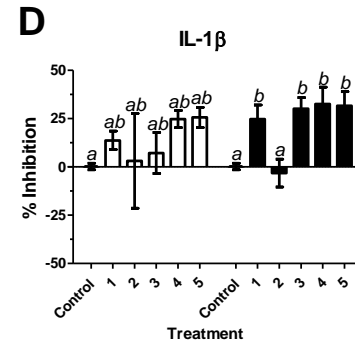 D
IL-1β
% Inhibition
50
25
0
-25
-50
a ab ab ab ab ab a b a b b b
Control 1 2 3 4 5 Control 1 2 3 4 5
Treatment